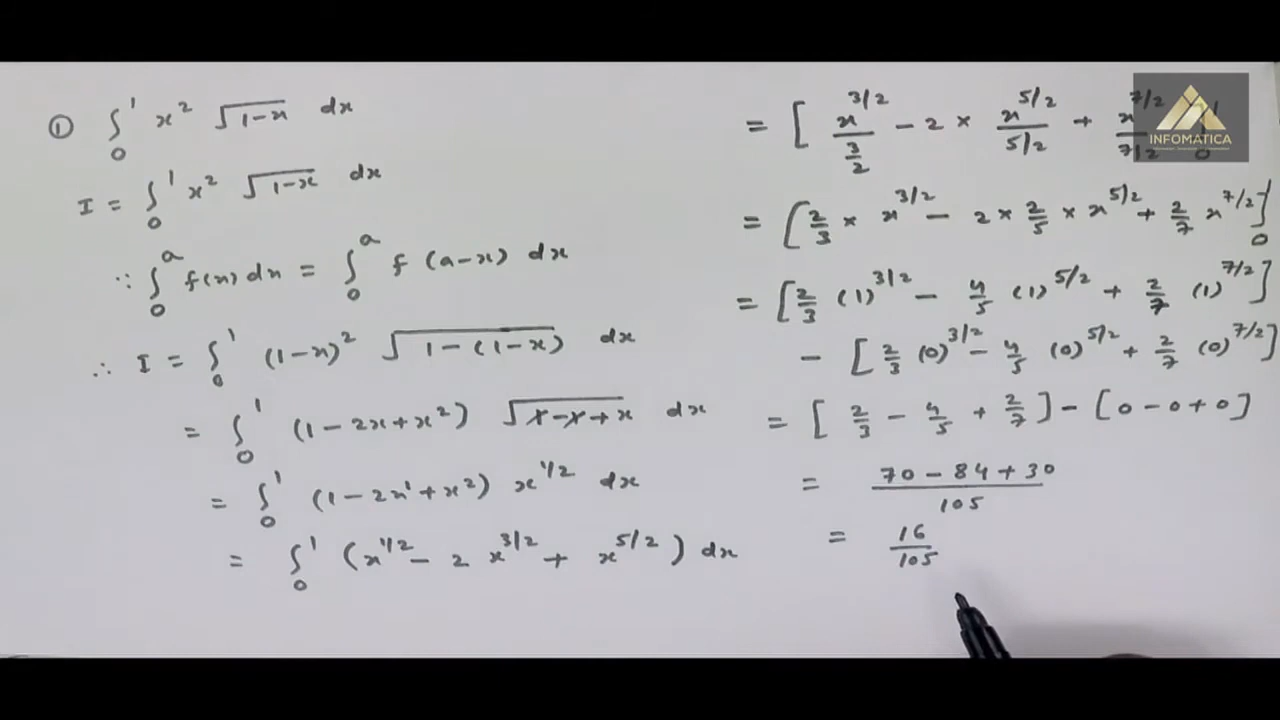 ① ∫₀¹ x² √(1-x) dx
I = ∫₀¹ x² √(1-x) dx
∵ ∫₀ᵃ f(x) dx = ∫₀ᵃ f (a-x) dx
∴ I = ∫₀¹ (1-x)² √(1-(1-x)) dx
= ∫₀¹ (1-2x+x²) √(1-1+x) dx
= ∫₀¹ (1-2x¹+x²) x^1/2 dx
= ∫₀¹ (x^1/2 - 2 x^3/2 + x^5/2) dx
= [ x^3/2 / (3/2) - 2 × x^5/2 / (5/2) + x^7/2 / (7/2) ]₀¹
INFOMATICA
= [ 2/3 × x^3/2 - 2 × 2/5 × x^5/2 + 2/7 x^7/2 ]₀¹
= [ 2/3 (1)^3/2 - 4/5 (1)^5/2 + 2/7 (1)^7/2 ]
- [ 2/3 (0)^3/2 - 4/5 (0)^5/2 + 2/7 (0)^7/2 ]
= [ 2/3 - 4/5 + 2/7 ] - [0-0+0]
= (70-84+30) / 105
= 16/105